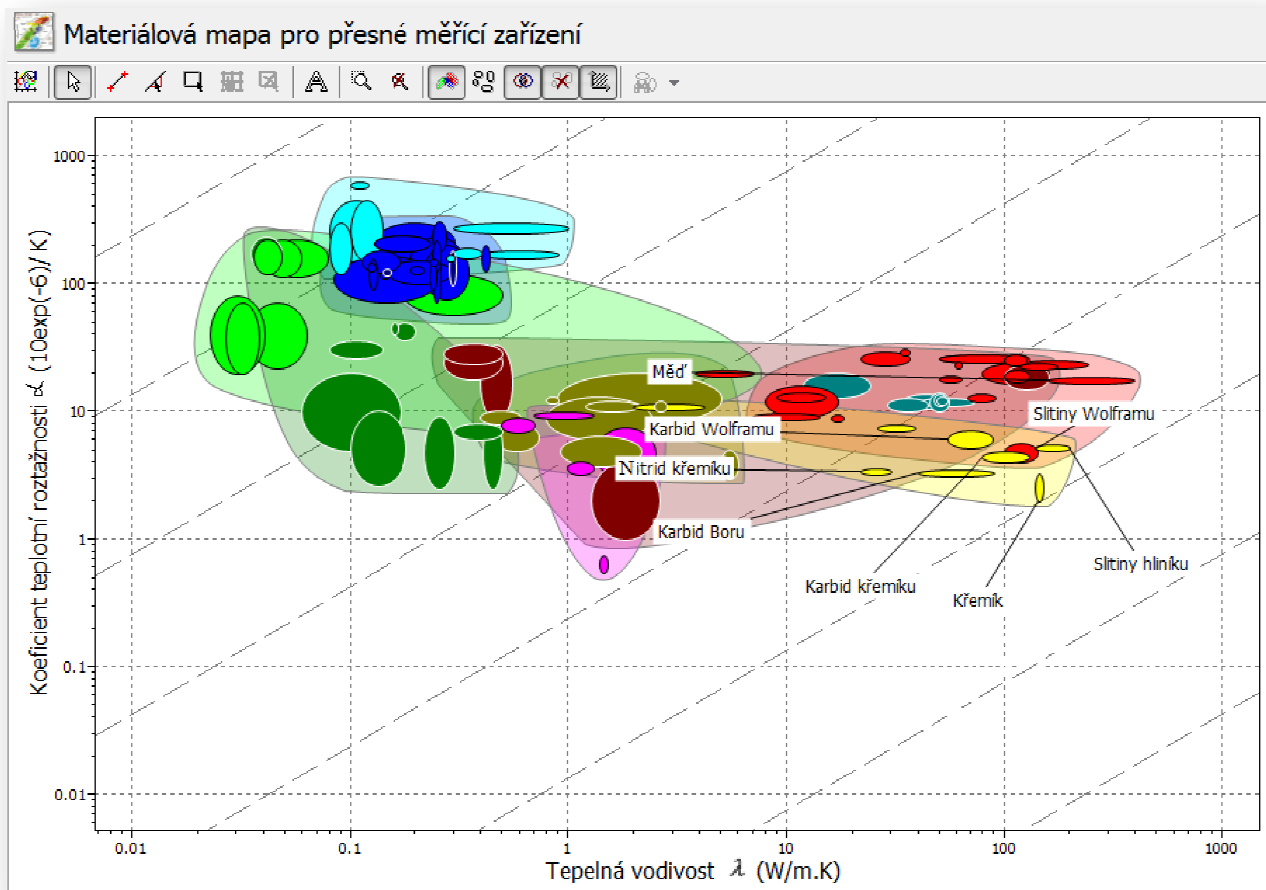 Materiálová mapa pro přesné měřící zařízení
1000
100
10
1
0.1
0.01
Koeficient teplotní roztažnosti α (10exp(-6)/ K)
Měď
Slitiny Wolframu
Karbid Wolframu
Nitrid křemíku
Karbid Boru
Slitiny hliníku
Karbid křemíku
Křemík
0.01
0.1
1
10
100
1000
Tepelná vodivost λ (W/m.K)